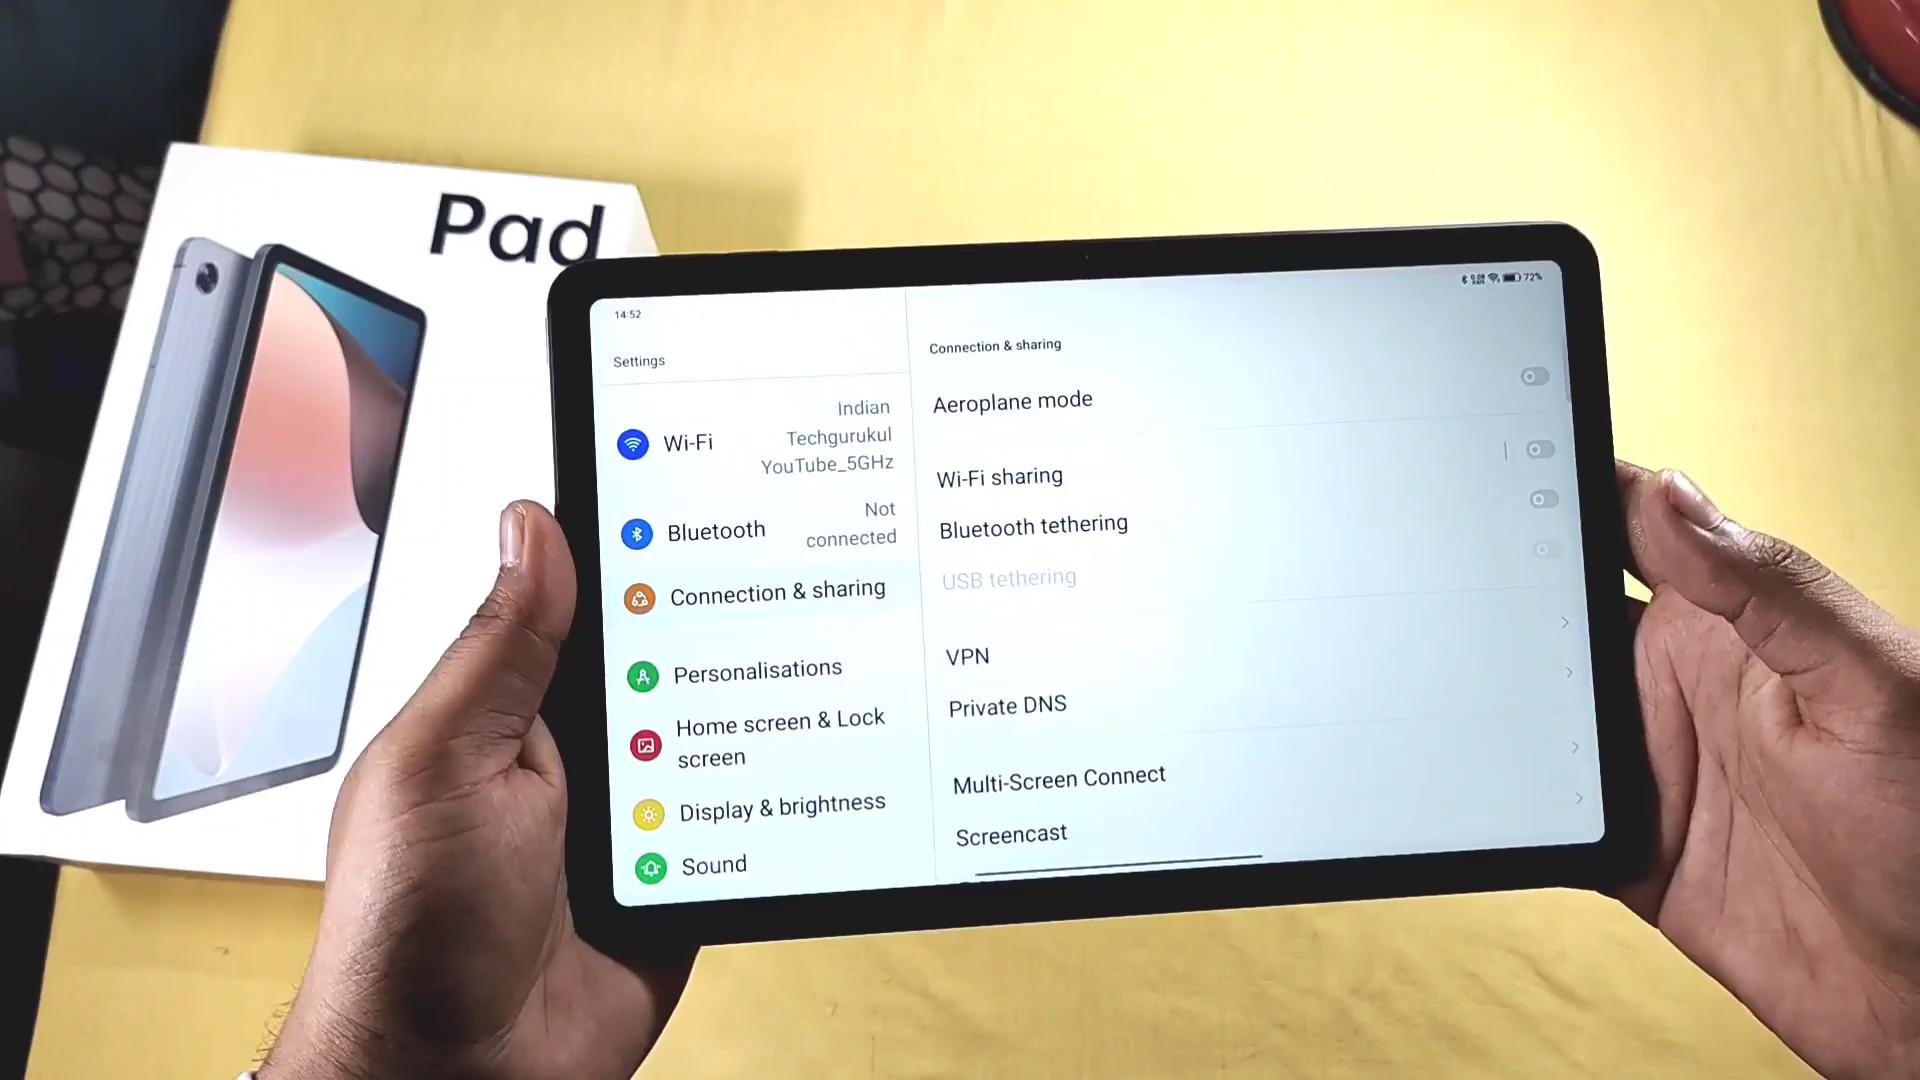 Pad
14:52
72%
Settings
Wi-Fi
Indian
Techgurukul
YouTube_5GHz
Bluetooth
Not
connected
Connection & sharing
Personalisations
Home screen & Lock
screen
Display & brightness
Sound
Connection & sharing
Aeroplane mode
Wi-Fi sharing
Bluetooth tethering
USB tethering
VPN
Private DNS
Multi-Screen Connect
Screencast